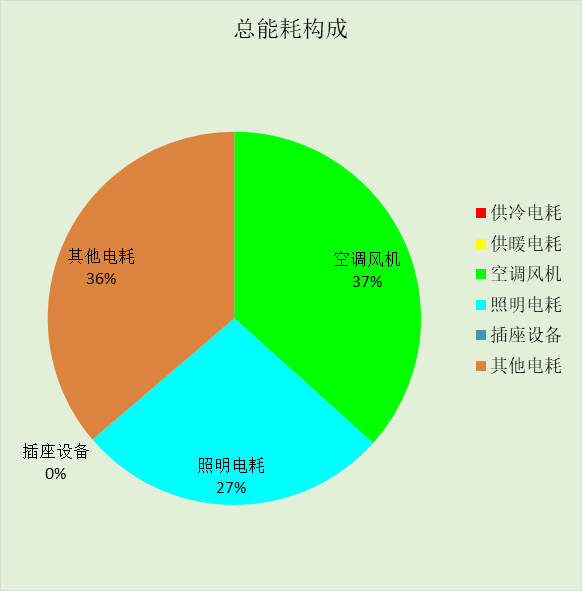 总能耗构成
其他电耗
36%
空调风机
37%
插座设备
0%
照明电耗
27%
供冷电耗
供暖电耗
空调风机
照明电耗
插座设备
其他电耗